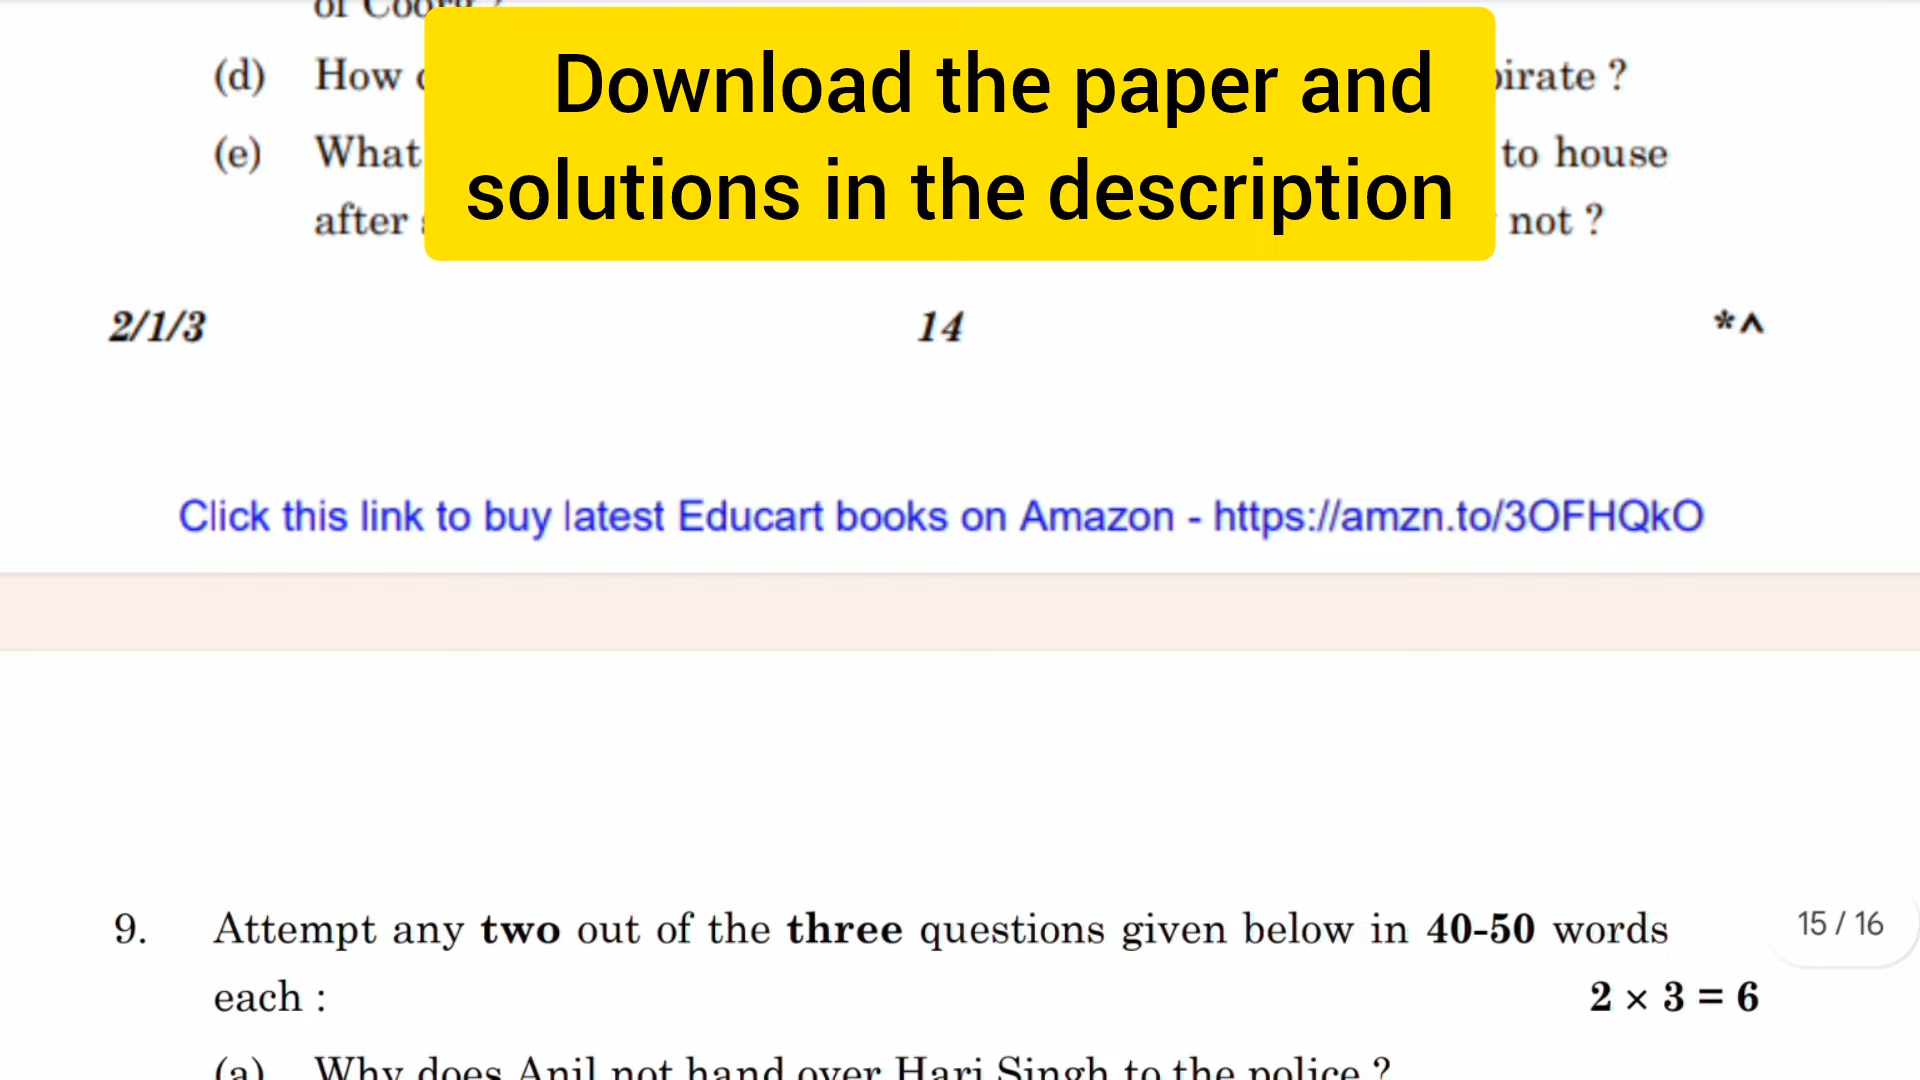 of Coorg ?
Download the paper and
solutions in the description
(d) How irate ?
(e) What to house
after not ?
2/1/3 14 *^
Click this link to buy latest Educart books on Amazon - https://amzn.to/3OFHQkO
9. Attempt any two out of the three questions given below in 40-50 words
15 / 16
each : 2 × 3 = 6
(a) Why does Anil not hand over Hari Singh to the police ?